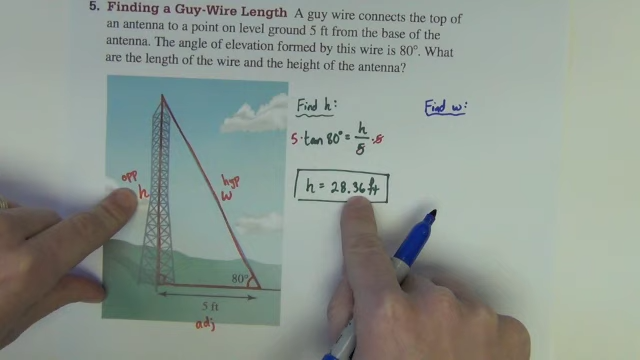 5. Finding a Guy-Wire Length A guy wire connects the top of
an antenna to a point on level ground 5 ft from the base of the
antenna. The angle of elevation formed by this wire is 80°. What
are the length of the wire and the height of the antenna?
Find h:
Find w:
5·tan 80° = h/5 ·5
h = 28.36 ft
opp
h
hyp
w
80°
5 ft
adj